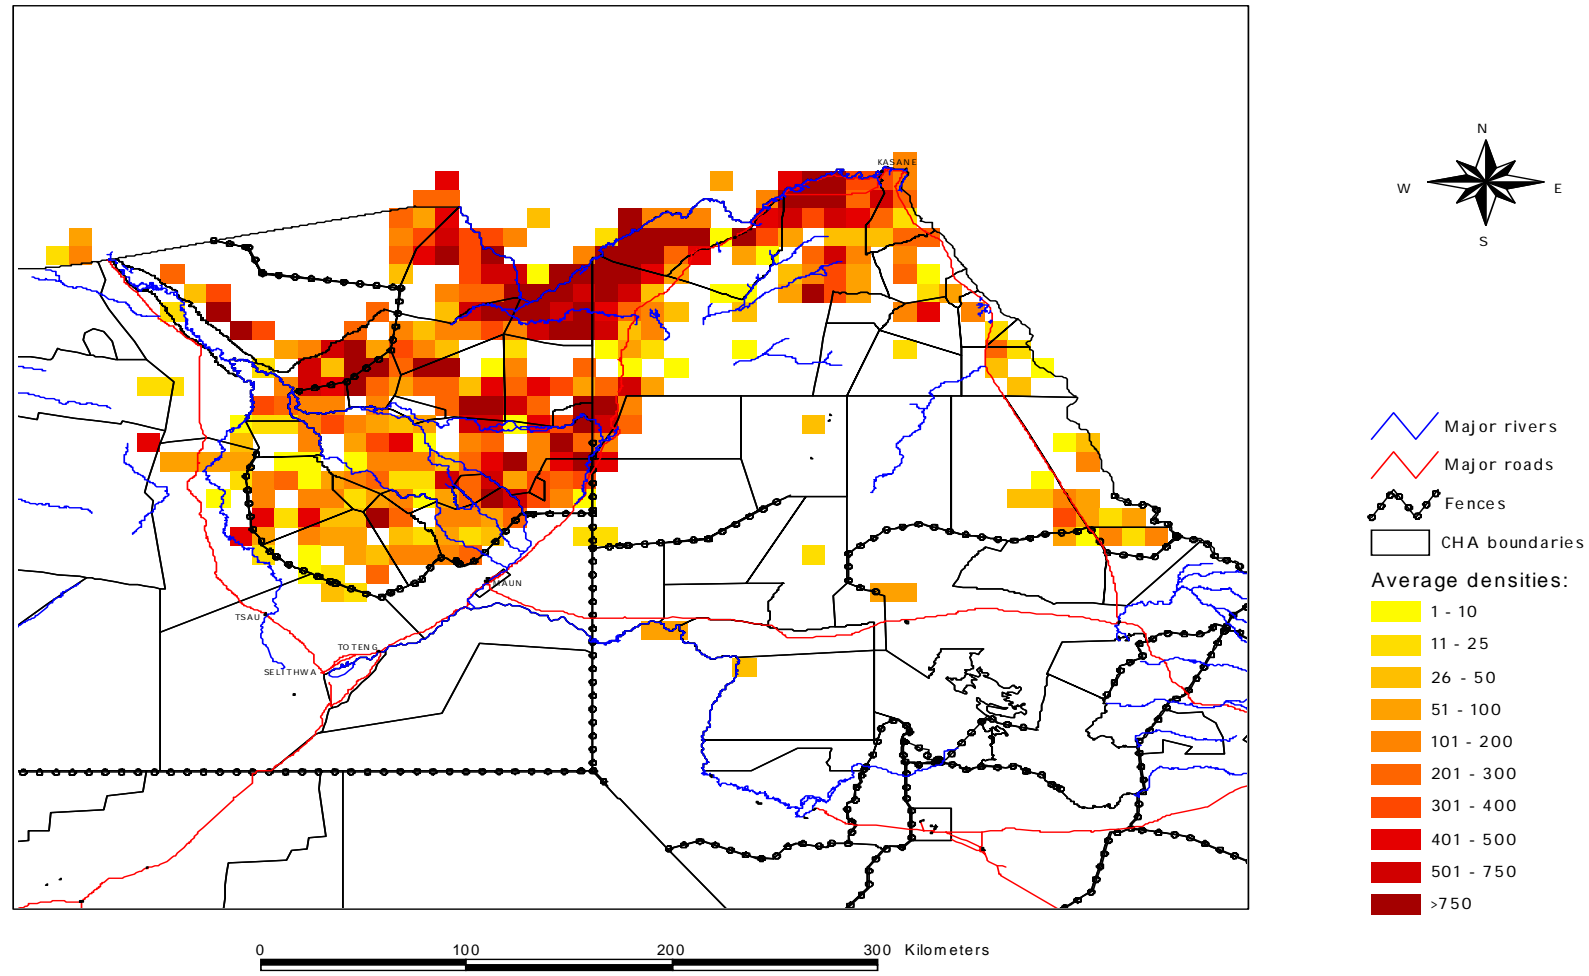 N
W E
S
KASANE
Major rivers
Major roads
Fences
CHA boundaries
Average densities:
1 - 10
11 - 25
26 - 50
51 - 100
101 - 200
201 - 300
301 - 400
401 - 500
501 - 750
>750
MAUN
TSAU
TOTENG
SELITHWA
0 100 200 300 Kilometers